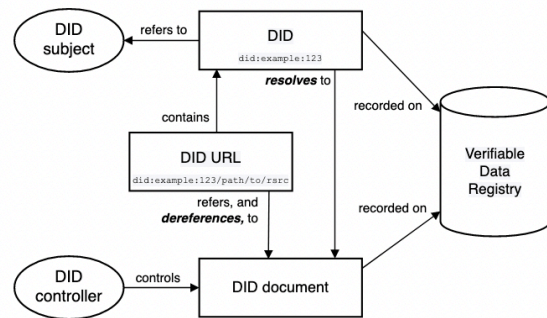 DID
subject
refers to
DID
did:example:123
resolves to
recorded on
contains
DID URL
did:example:123/path/to/rsrc
Verifiable
Data
Registry
refers, and
dereferences, to
recorded on
DID
controller
controls
DID document